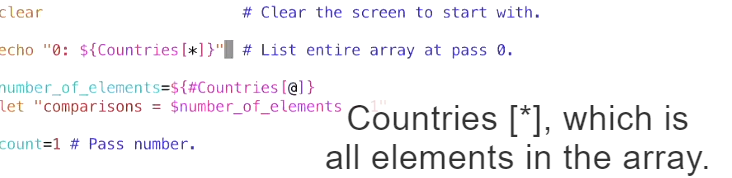 clear # Clear the screen to start with.
echo "0: ${Countries[*]}" # List entire array at pass 0.
number_of_elements=${#Countries[@]}
let "comparisons = $number_of_elements - 1"
count=1 # Pass number.
Countries [*], which is
all elements in the array.